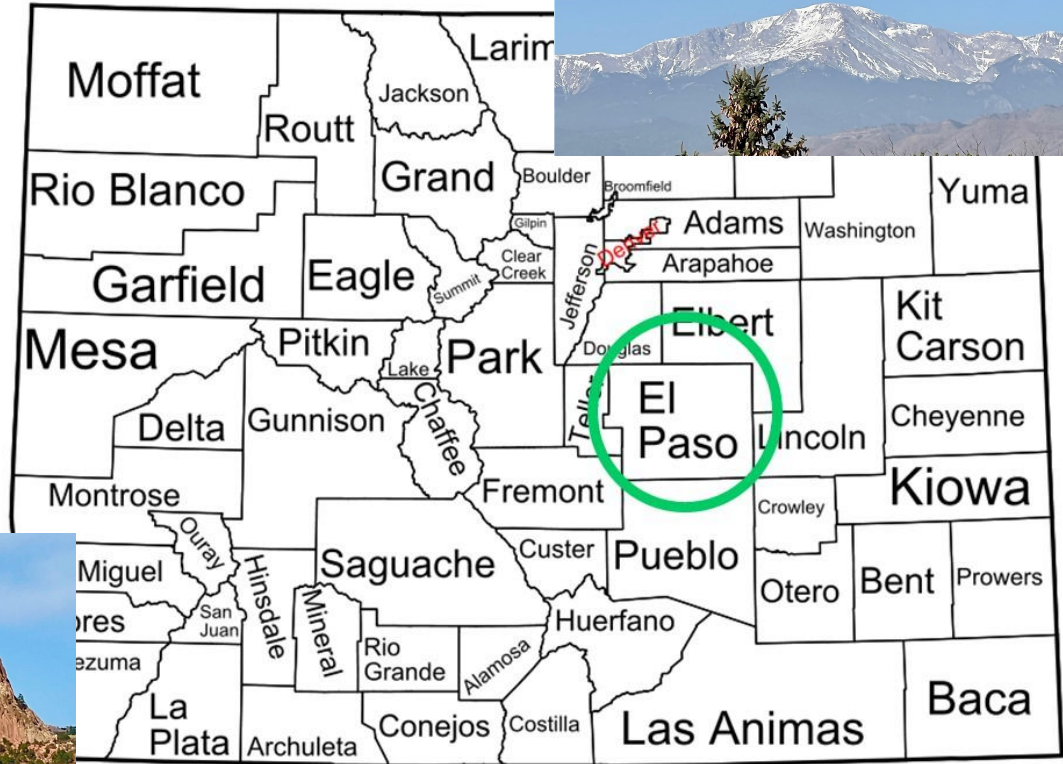 Moffat
Routt
Jackson
Larim
Rio Blanco
Grand
Boulder
Broomfield
Yuma
Gilpin
Adams
Washington
Clear
Creek
Denver
Arapahoe
Jefferson
Garfield
Eagle
Summit
Elbert
Kit
Carson
Mesa
Pitkin
Lake
Park
Douglas
Teller
El
Paso
Cheyenne
Delta
Gunnison
Chaffee
Lincoln
Montrose
Fremont
Kiowa
Crowley
Ouray
Custer
Pueblo
Miguel
Hinsdale
Saguache
Otero
Bent
Prowers
ores
San
Juan
Mineral
Huerfano
ezuma
Rio
Grande
Alamosa
La
Plata
Archuleta
Conejos
Costilla
Las Animas
Baca